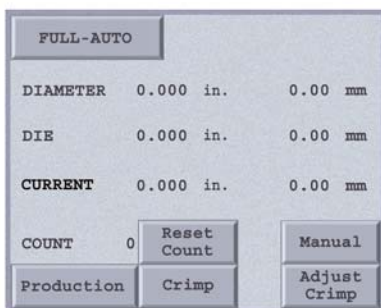 FULL-AUTO
DIAMETER 0.000 in. 0.00 mm
DIE 0.000 in. 0.00 mm
CURRENT 0.000 in. 0.00 mm
COUNT 0 Reset Count Manual
Production Crimp Adjust Crimp